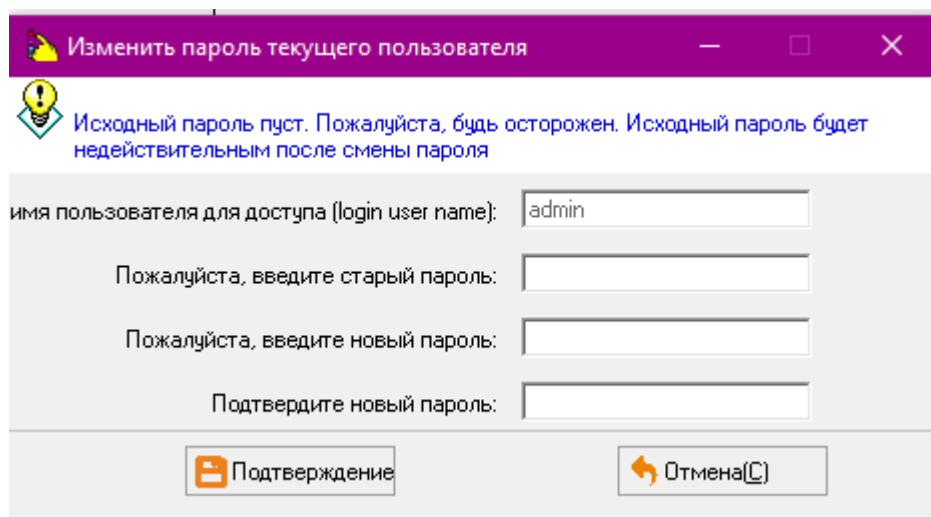 Изменить пароль текущего пользователя
Исходный пароль пуст. Пожалуйста, будь осторожен. Исходный пароль будет
недействительным после смены пароля
имя пользователя для доступа (login user name): admin
Пожалуйста, введите старый пароль:
Пожалуйста, введите новый пароль:
Подтвердите новый пароль:
Подтверждение Отмена(C)